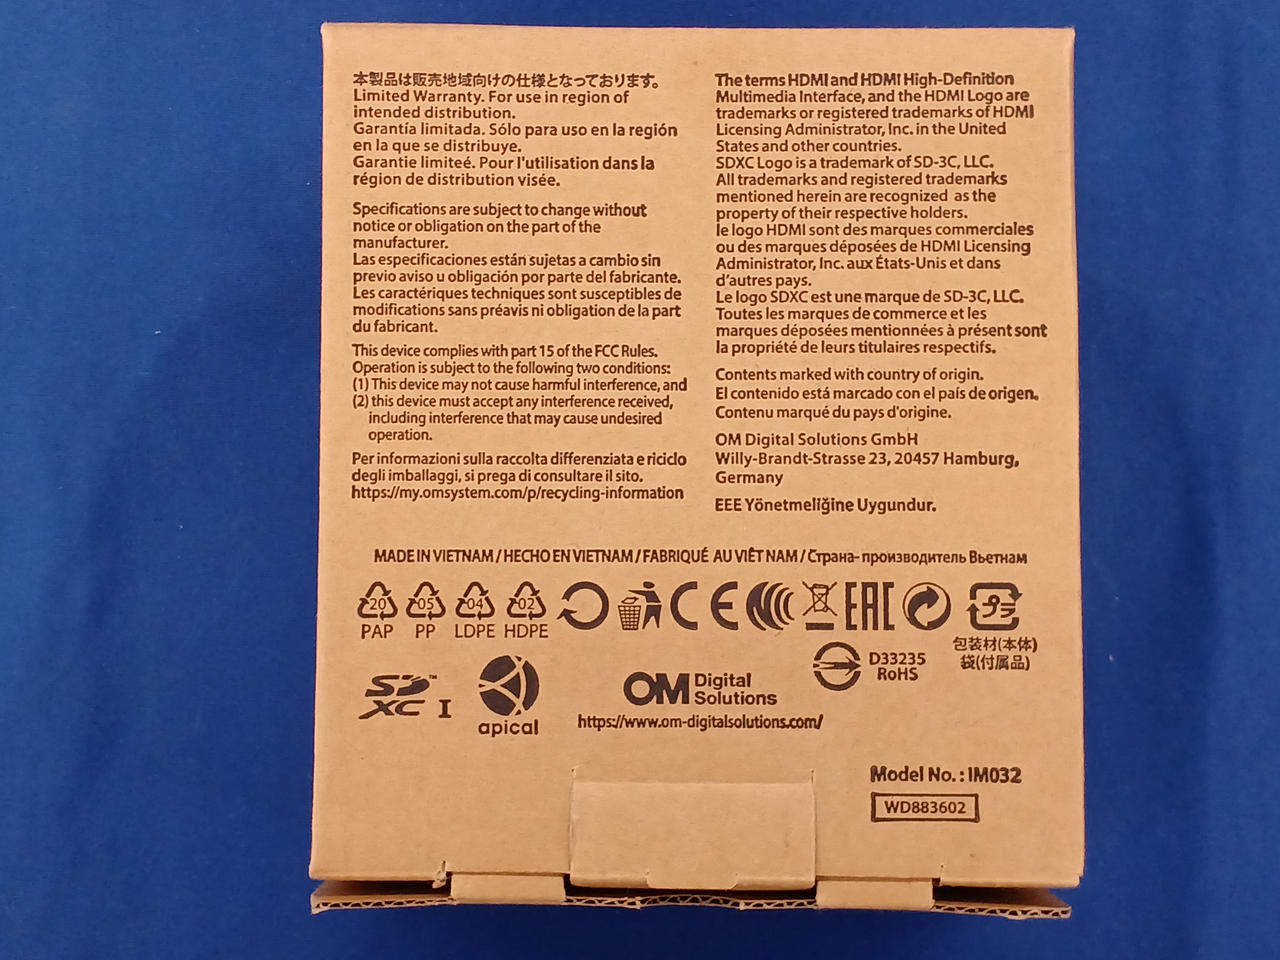 本製品は販売地域向けの仕様となっております。
Limited Warranty. For use in region of
intended distribution.
Garantía limitada. Sólo para uso en la región
en la que se distribuye.
Garantie limiteé. Pour l'utilisation dans la
région de distribution visée.
Specifications are subject to change without
notice or obligation on the part of the
manufacturer.
Las especificaciones están sujetas a cambio sin
previo aviso u obligación por parte del fabricante.
Les caractériques techniques sont susceptibles de
modifications sans préavis ni obligation de la part
du fabricant.
This device complies with part 15 of the FCC Rules.
Operation is subject to the following two conditions:
(1) This device may not cause harmful interference, and
(2) this device must accept any interference received,
including interference that may cause undesired
operation.
Per informazioni sulla raccolta differenziata e riciclo
degli imballaggi, si prega di consultare il sito.
https://my.omsystem.com/p/recycling-information
The terms HDMI and HDMI High-Definition
Multimedia Interface, and the HDMI Logo are
trademarks or registered trademarks of HDMI
Licensing Administrator, Inc. in the United
States and other countries.
SDXC Logo is a trademark of SD-3C, LLC.
All trademarks and registered trademarks
mentioned herein are recognized as the
property of their respective holders.
le logo HDMI sont des marques commerciales
ou des marques déposées de HDMI Licensing
Administrator, Inc. aux États-Unis et dans
d'autres pays.
Le logo SDXC est une marque de SD-3C, LLC.
Toutes les marques de commerce et les
marques déposées mentionnées à présent sont
la propriété de leurs titulaires respectifs.
Contents marked with country of origin.
El contenido está marcado con el país de origen.
Contenu marqué du pays d'origine.
OM Digital Solutions GmbH
Willy-Brandt-Strasse 23, 20457 Hamburg,
Germany
EEE Yönetmeliğine Uygundur.
MADE IN VIETNAM / HECHO EN VIETNAM / FABRIQUÉ AU VIÊT NAM / Страна-производитель Вьетнам
20 05 04 02 CE EAC プラ
PAP PP LDPE HDPE
包装材(本体)
袋(付属品)
D33235
RoHS
SD XC I
apical
OM Digital Solutions
https://www.om-digitalsolutions.com/
Model No. : IM032
WD883602